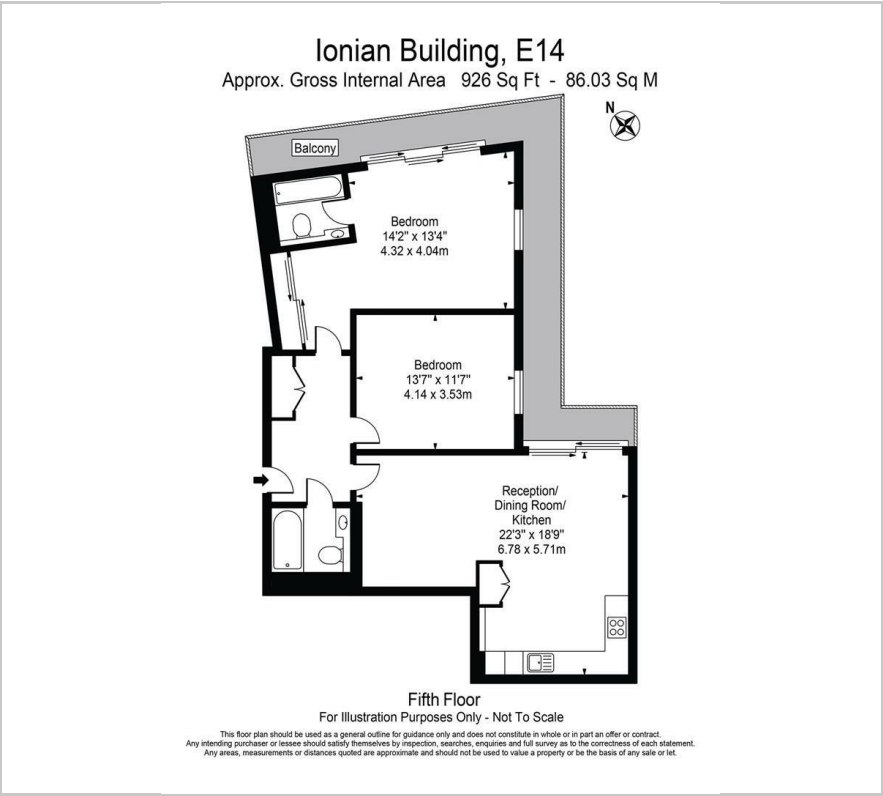 Ionian Building, E14
Approx. Gross Internal Area 926 Sq Ft - 86.03 Sq M
N
Balcony
Bedroom
14'2" x 13'4"
4.32 x 4.04m
Bedroom
13'7" x 11'7"
4.14 x 3.53m
Reception/
Dining Room/
Kitchen
22'3" x 18'9"
6.78 x 5.71m
Fifth Floor
For Illustration Purposes Only - Not To Scale
This floor plan should be used as a general outline for guidance only and does not constitute in whole or in part an offer or contract.
Any intending purchaser or lessee should satisfy themselves by inspection, searches, enquiries and full survey as to the correctness of each statement.
Any areas, measurements or distances quoted are approximate and should not be used to value a property or be the basis of any sale or let.